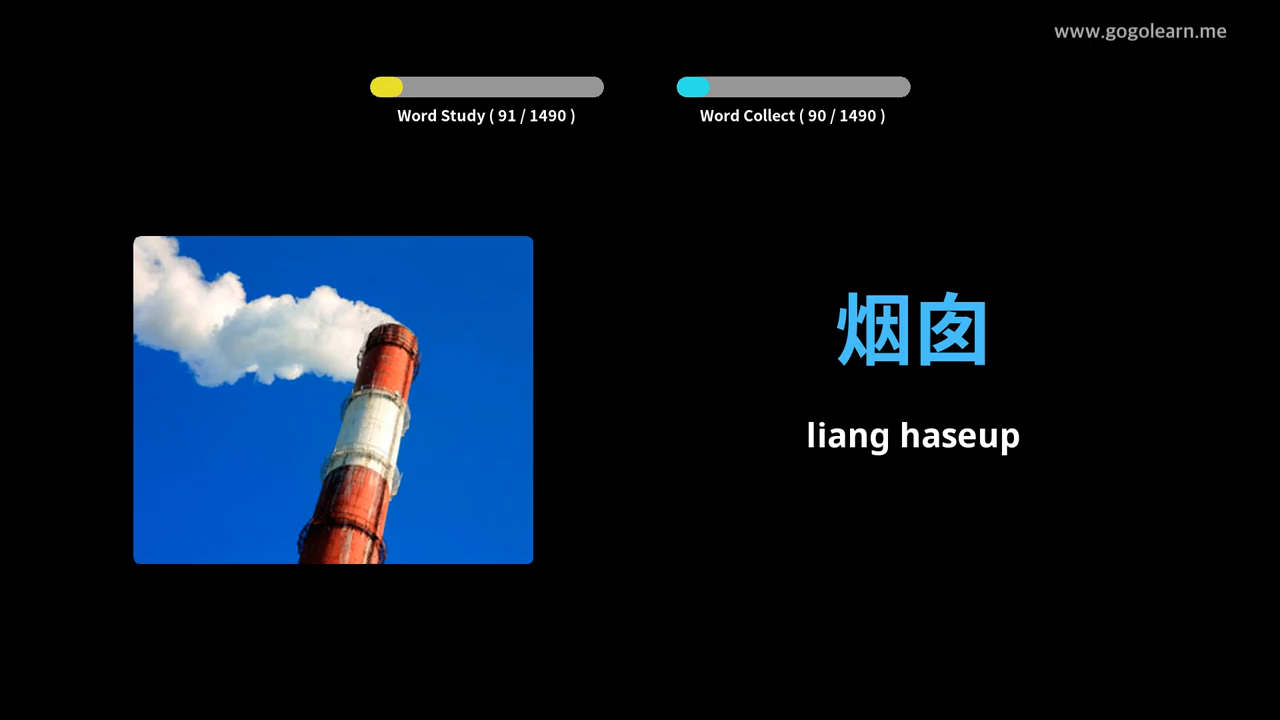 www.gogolearn.me
Word Study ( 91 / 1490 )
Word Collect ( 90 / 1490 )
烟囱
liang haseup